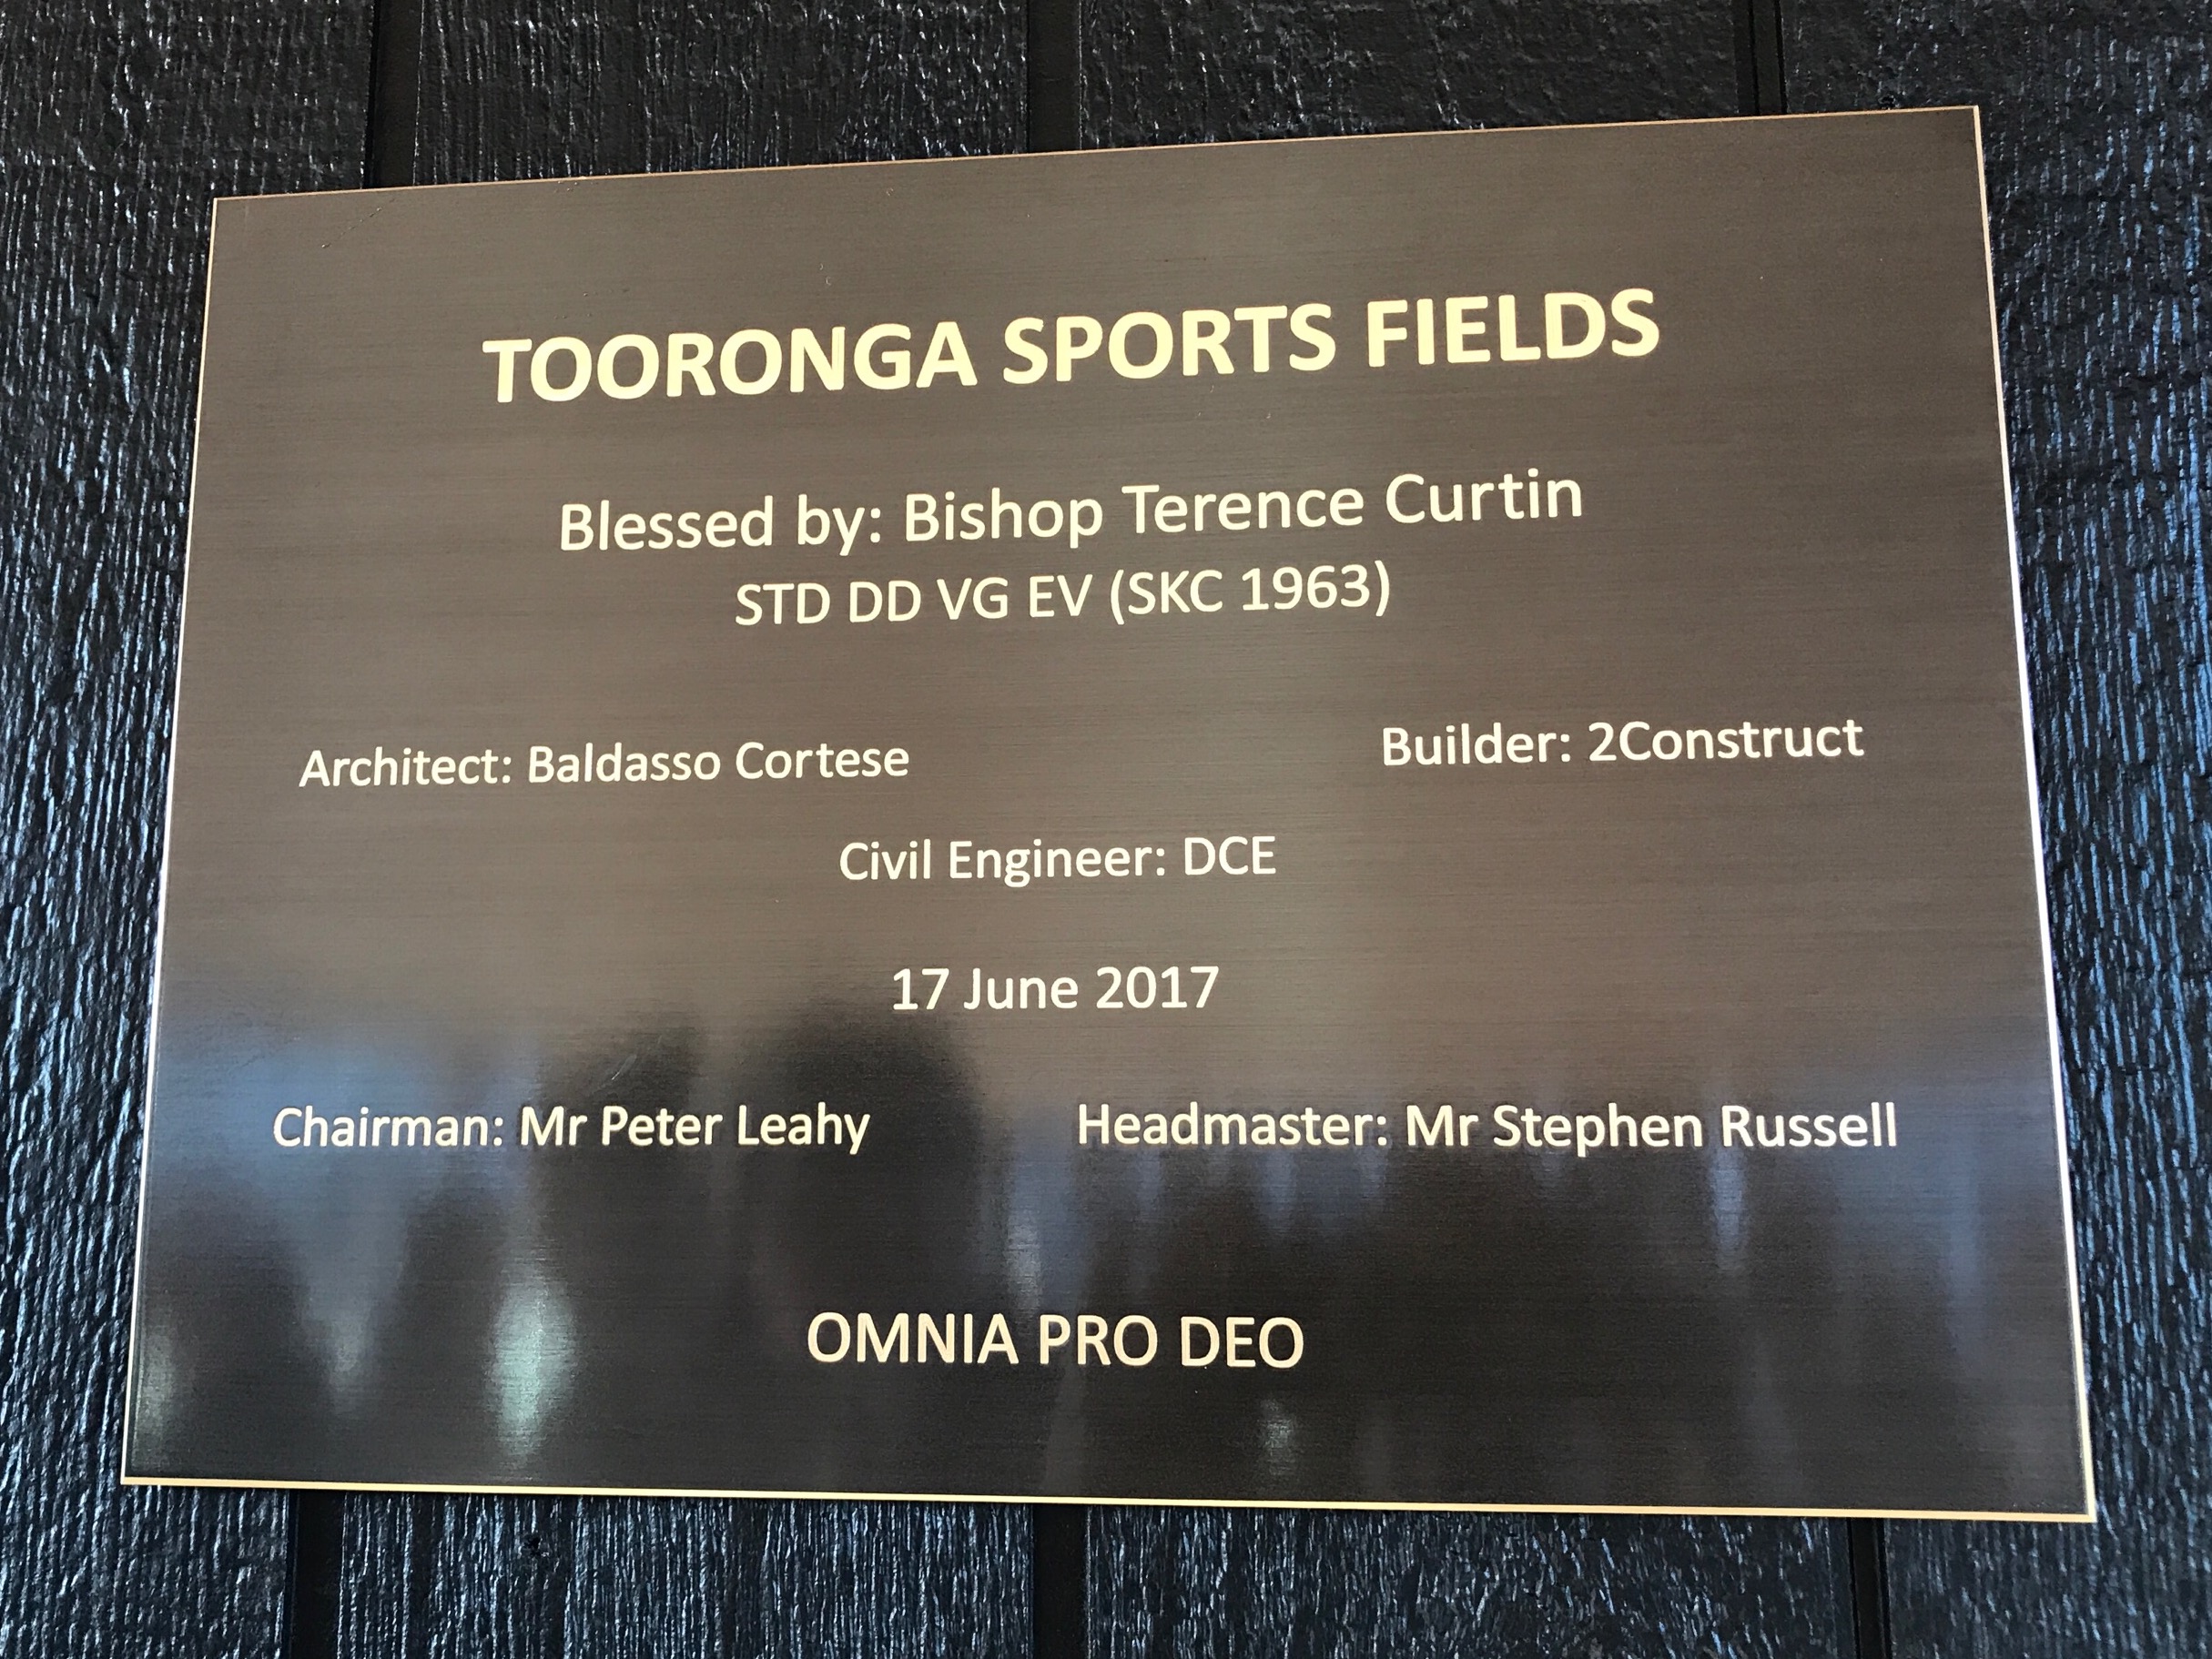 TOORONGA SPORTS FIELDS
Blessed by: Bishop Terence Curtin
STD DD VG EV (SKC 1963)
Architect: Baldasso Cortese
Builder: 2Construct
Civil Engineer: DCE
17 June 2017
Chairman: Mr Peter Leahy
Headmaster: Mr Stephen Russell
OMNIA PRO DEO